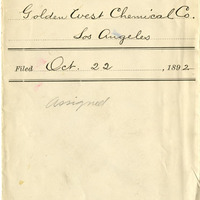 Golden West Chemical Co.
Los Angeles
Filed Oct. 22, 1892
assigned